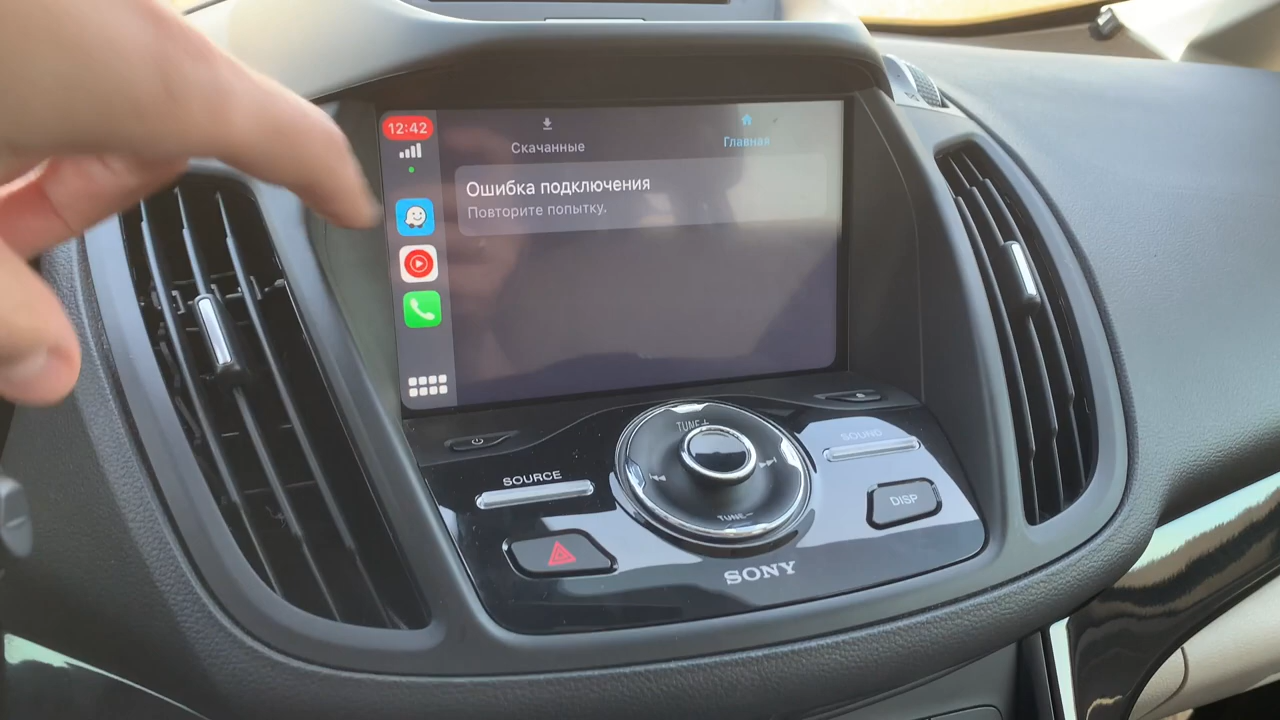 12:42
Скачанные
Главная
Ошибка подключения
Повторите попытку.
TUNE+
SOURCE
SOUND
DISP
TUNE-
SONY